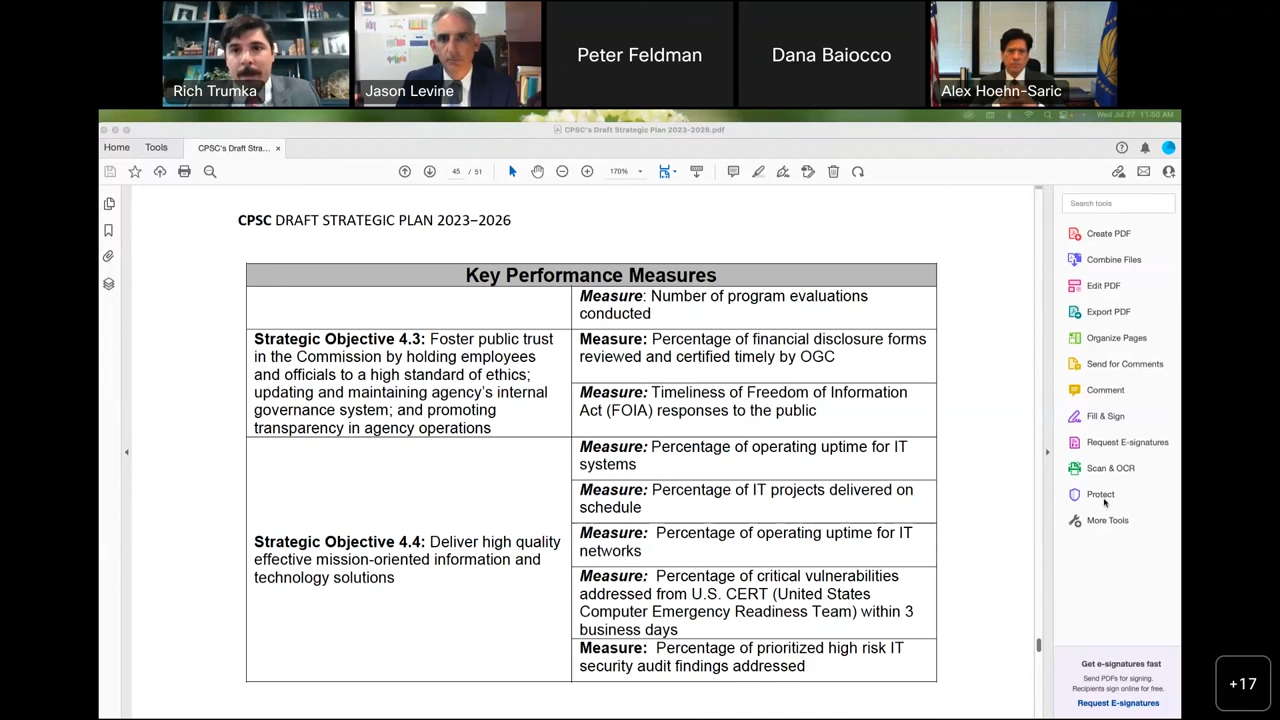 Rich Trumka
Jason Levine
Peter Feldman
Dana Baiocco
Alex Hoehn-Saric
Wed Jul 27 11:50 AM
CPSC's Draft Strategic Plan 2023-2026.pdf
Home
Tools
CPSC's Draft Stra...
45 / 51
170%
CPSC DRAFT STRATEGIC PLAN 2023–2026
Key Performance Measures
Measure: Number of program evaluations
conducted
Strategic Objective 4.3: Foster public trust
in the Commission by holding employees
and officials to a high standard of ethics;
updating and maintaining agency's internal
governance system; and promoting
transparency in agency operations
Measure: Percentage of financial disclosure forms
reviewed and certified timely by OGC
Measure: Timeliness of Freedom of Information
Act (FOIA) responses to the public
Strategic Objective 4.4: Deliver high quality
effective mission-oriented information and
technology solutions
Measure: Percentage of operating uptime for IT
systems
Measure: Percentage of IT projects delivered on
schedule
Measure: Percentage of operating uptime for IT
networks
Measure: Percentage of critical vulnerabilities
addressed from U.S. CERT (United States
Computer Emergency Readiness Team) within 3
business days
Measure: Percentage of prioritized high risk IT
security audit findings addressed
Search tools
Create PDF
Combine Files
Edit PDF
Export PDF
Organize Pages
Send for Comments
Comment
Fill & Sign
Request E-signatures
Scan & OCR
Protect
More Tools
Get e-signatures fast
Send PDFs for signing.
Recipients sign online for free.
Request E-signatures
+17